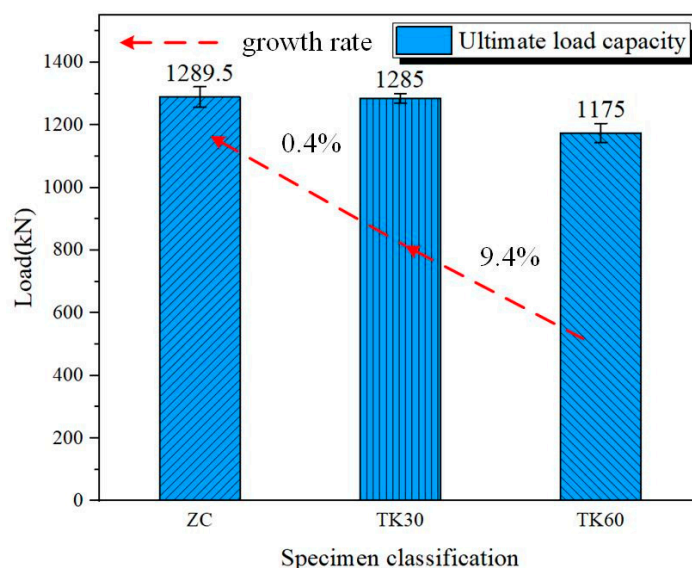 growth rate
Ultimate load capacity
1289.5
1285
1175
0.4%
9.4%
1400
1200
1000
800
600
400
200
0
Load(kN)
ZC
TK30
TK60
Specimen classification